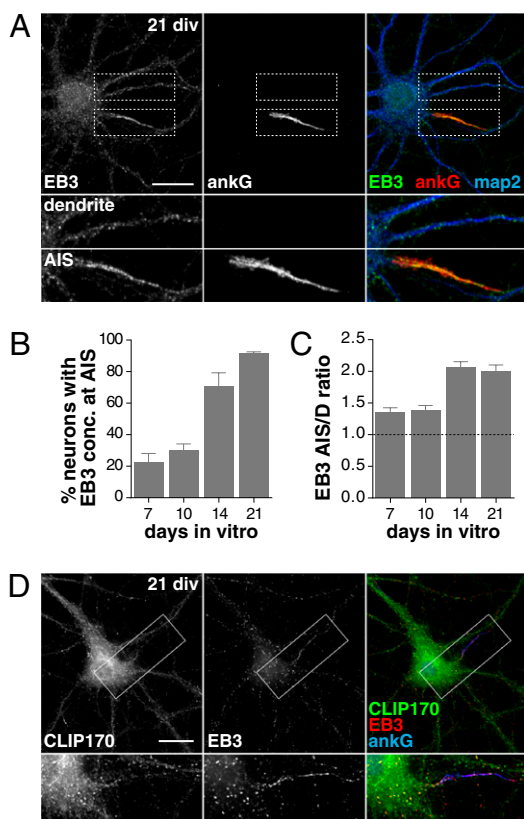 A
21 div
EB3
ankG
EB3 ankG map2
dendrite
AIS
B
% neurons with
EB3 conc. at AIS
100
80
60
40
20
0
7 10 14 21
days in vitro
C
EB3 AIS/D ratio
2.5
2.0
1.5
1.0
0.5
0.0
7 10 14 21
days in vitro
D
21 div
CLIP170
EB3
CLIP170
EB3
ankG